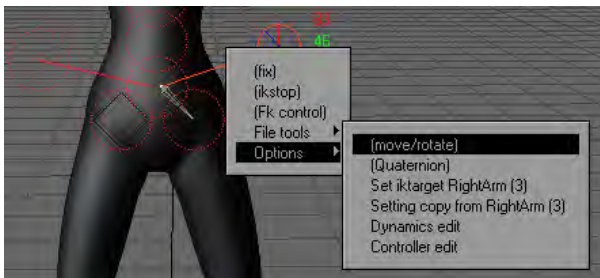 83
46
(fix)
(ikstop)
(Fk control)
File tools
Options
(move/rotate)
(Quaternion)
Set iktarget RightArm (3)
Setting copy from RightArm (3)
Dynamics edit
Controller edit